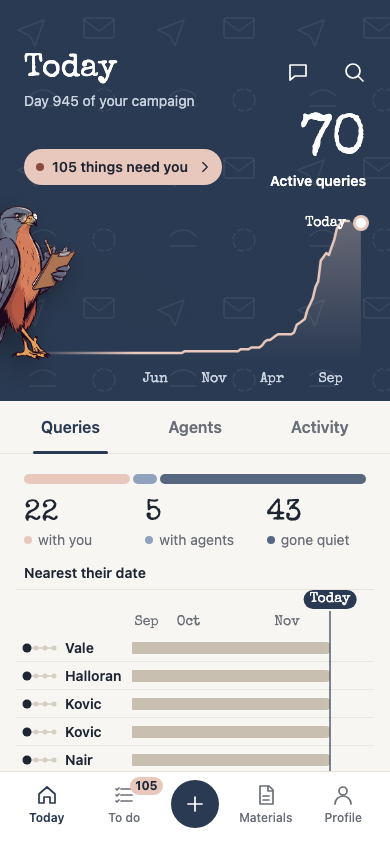 Today
Day 945 of your campaign
70
105 things need you
Active queries
Today
Jun Nov Apr Sep
Queries Agents Activity
22 5 43
with you with agents gone quiet
Nearest their date
Today
Sep Oct Nov
Vale
Halloran
Kovic
Kovic
Nair
105
Today To do Materials Profile